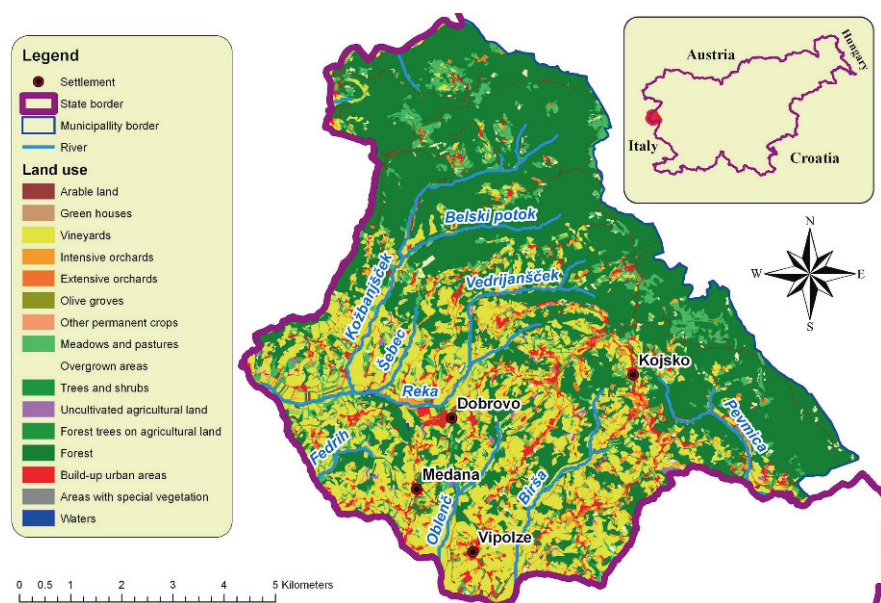 Legend
Settlement
State border
Municipallity border
River
Land use
Arable land
Green houses
Vineyards
Intensive orchards
Extensive orchards
Olive groves
Other permanent crops
Meadows and pastures
Overgrown areas
Trees and shrubs
Uncultivated agricultural land
Forest trees on agricultural land
Forest
Build-up urban areas
Areas with special vegetation
Waters
0 0.5 1 2 3 4 5 Kilometers
Belski potok
Kožbanjšček
Vedrijanšček
Šebec
Kojsko
Reka
Dobrovo
Pevmica
Fedrih
Medana
Birša
Oblenč
Vipolze
Austria
Hungary
Italy
Croatia
N
W
E
S